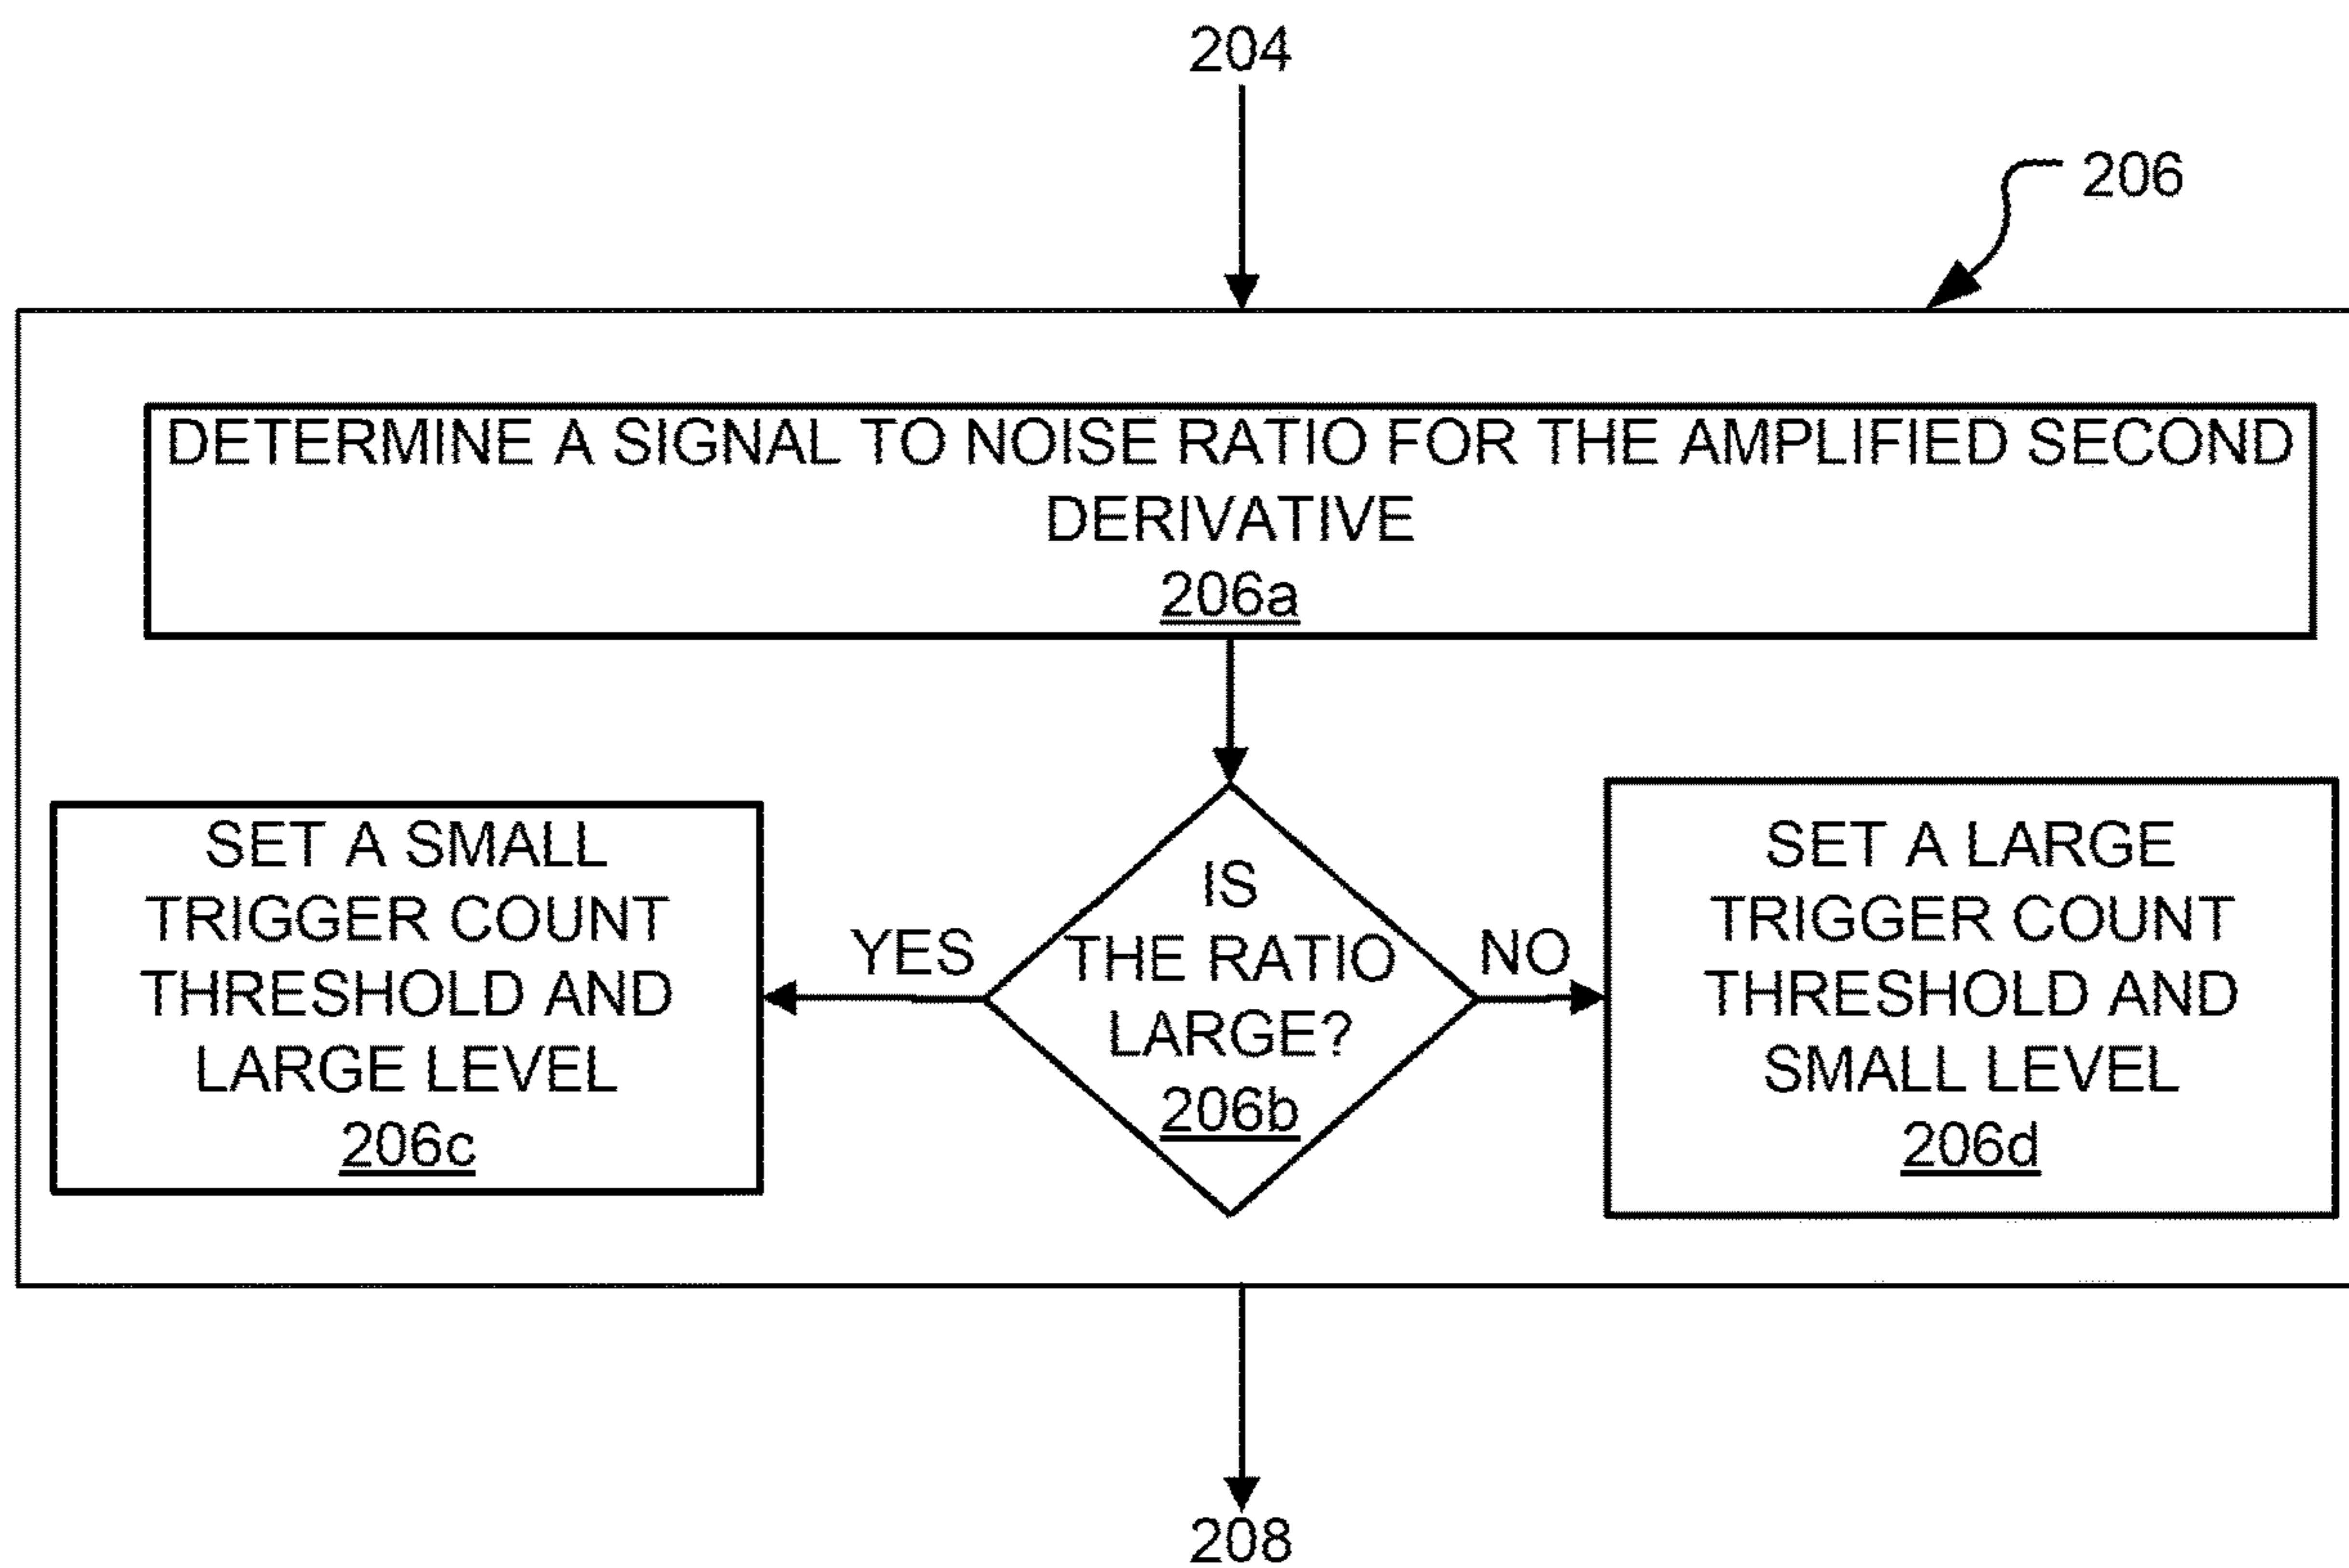 204
206
DETERMINE A SIGNAL TO NOISE RATIO FOR THE AMPLIFIED SECOND
DERIVATIVE
206a
SET A SMALL
TRIGGER COUNT
THRESHOLD AND
LARGE LEVEL
206c
YES
IS
THE RATIO
LARGE?
206b
NO
SET A LARGE
TRIGGER COUNT
THRESHOLD AND
SMALL LEVEL
206d
208